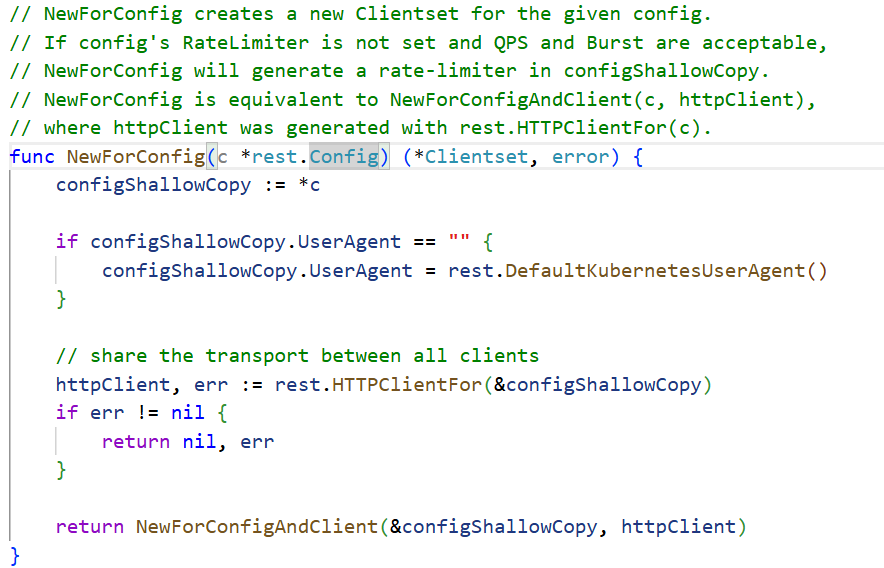 // NewForConfig creates a new Clientset for the given config.
// If config's RateLimiter is not set and QPS and Burst are acceptable,
// NewForConfig will generate a rate-limiter in configShallowCopy.
// NewForConfig is equivalent to NewForConfigAndClient(c, httpClient),
// where httpClient was generated with rest.HTTPClientFor(c).
func NewForConfig(c *rest.Config) (*Clientset, error) {
    configShallowCopy := *c

    if configShallowCopy.UserAgent == "" {
        configShallowCopy.UserAgent = rest.DefaultKubernetesUserAgent()
    }

    // share the transport between all clients
    httpClient, err := rest.HTTPClientFor(&configShallowCopy)
    if err != nil {
        return nil, err
    }

    return NewForConfigAndClient(&configShallowCopy, httpClient)
}